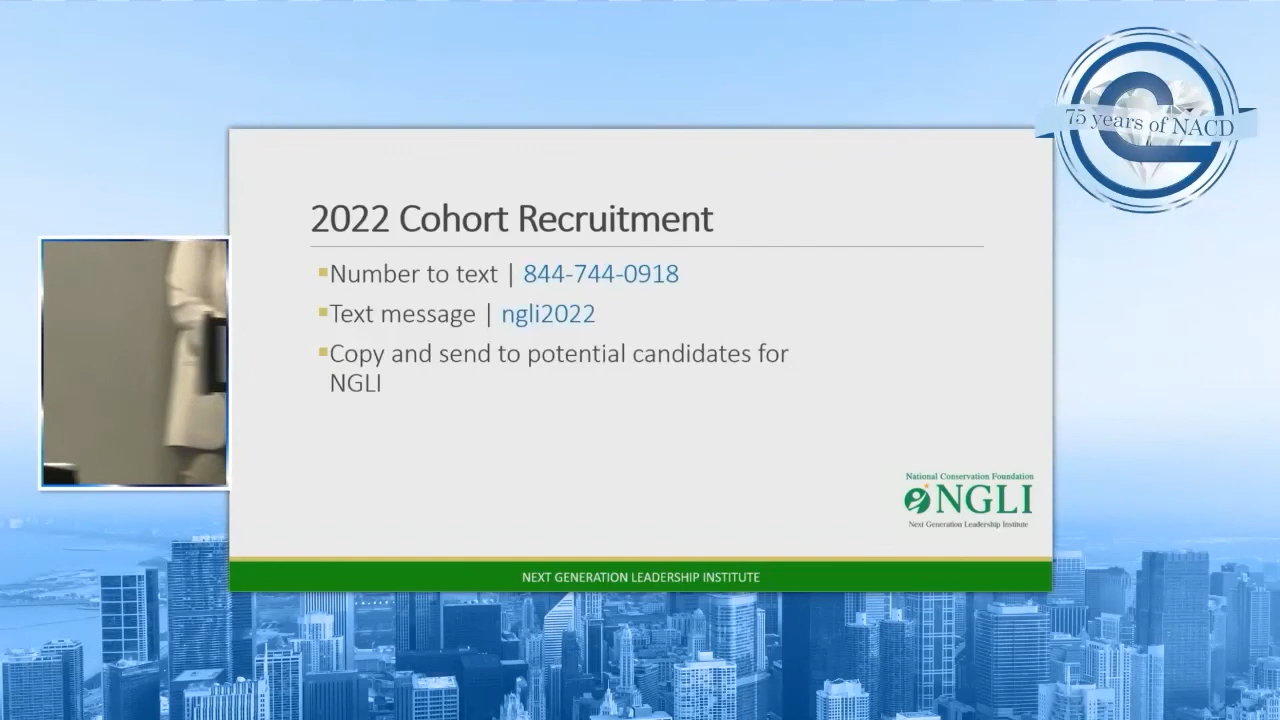 75 years of NACD
2022 Cohort Recruitment
Number to text | 844-744-0918
Text message | ngli2022
Copy and send to potential candidates for
NGLI
National Conservation Foundation
NGLI
Next Generation Leadership Institute
NEXT GENERATION LEADERSHIP INSTITUTE